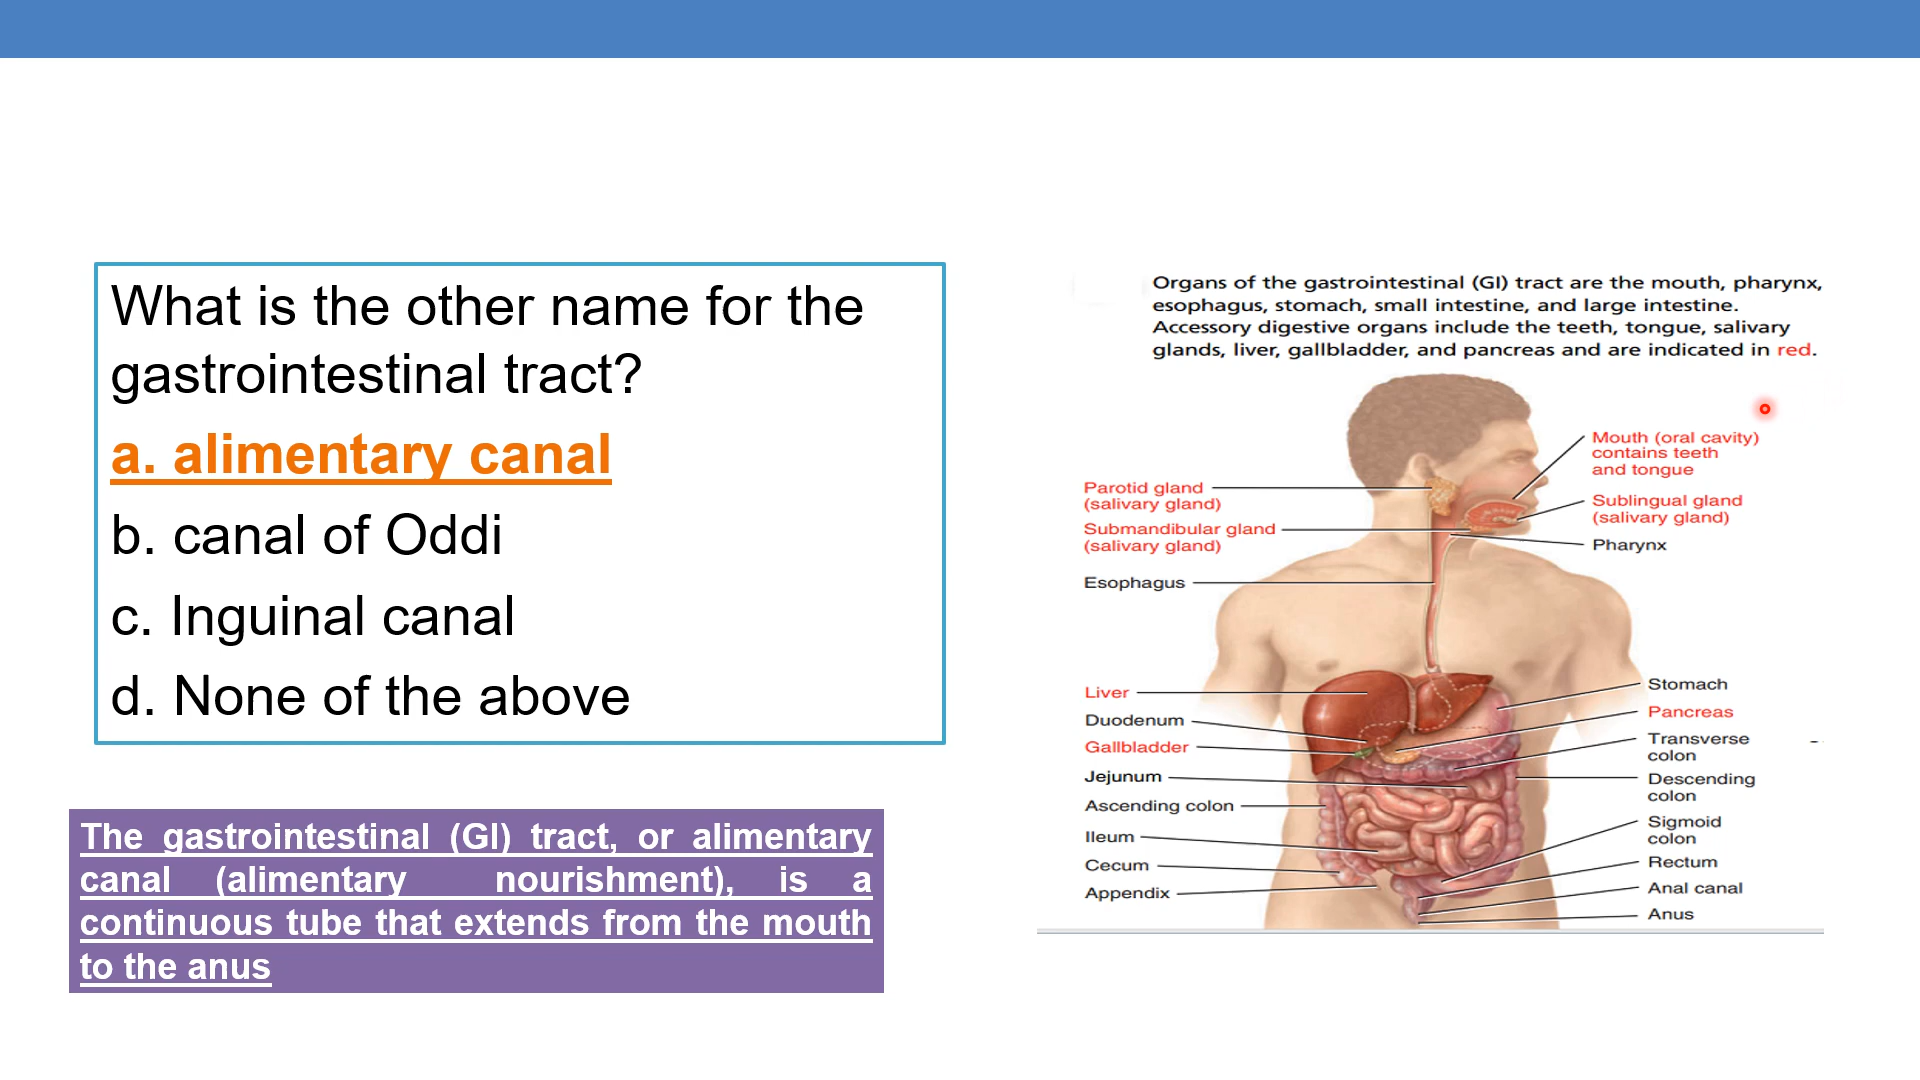 What is the other name for the
gastrointestinal tract?
a. alimentary canal
b. canal of Oddi
c. Inguinal canal
d. None of the above
The gastrointestinal (GI) tract, or alimentary
canal (alimentary nourishment), is a
continuous tube that extends from the mouth
to the anus
Organs of the gastrointestinal (GI) tract are the mouth, pharynx,
esophagus, stomach, small intestine, and large intestine.
Accessory digestive organs include the teeth, tongue, salivary
glands, liver, gallbladder, and pancreas and are indicated in red.
Parotid gland
(salivary gland)
Submandibular gland
(salivary gland)
Esophagus
Liver
Duodenum
Gallbladder
Jejunum
Ascending colon
Ileum
Cecum
Appendix
Mouth (oral cavity)
contains teeth
and tongue
Sublingual gland
(salivary gland)
Pharynx
Stomach
Pancreas
Transverse
colon
Descending
colon
Sigmoid
colon
Rectum
Anal canal
Anus